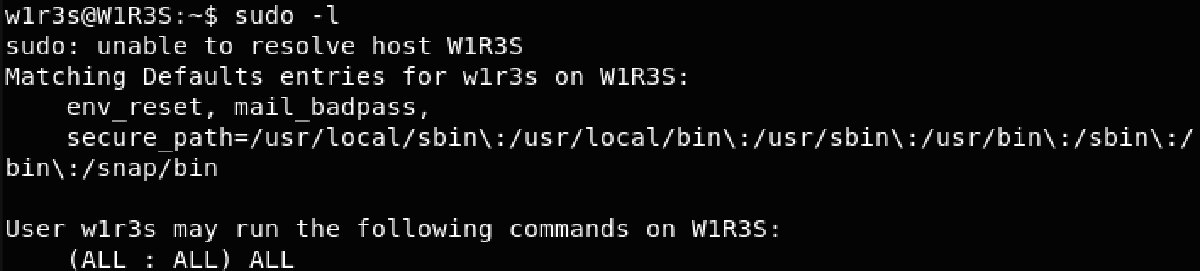 w1r3s@W1R3S:~$ sudo -l
sudo: unable to resolve host W1R3S
Matching Defaults entries for w1r3s on W1R3S:
    env_reset, mail_badpass,
    secure_path=/usr/local/sbin\:/usr/local/bin\:/usr/sbin\:/usr/bin\:/sbin\:/
bin\:/snap/bin
User w1r3s may run the following commands on W1R3S:
    (ALL : ALL) ALL